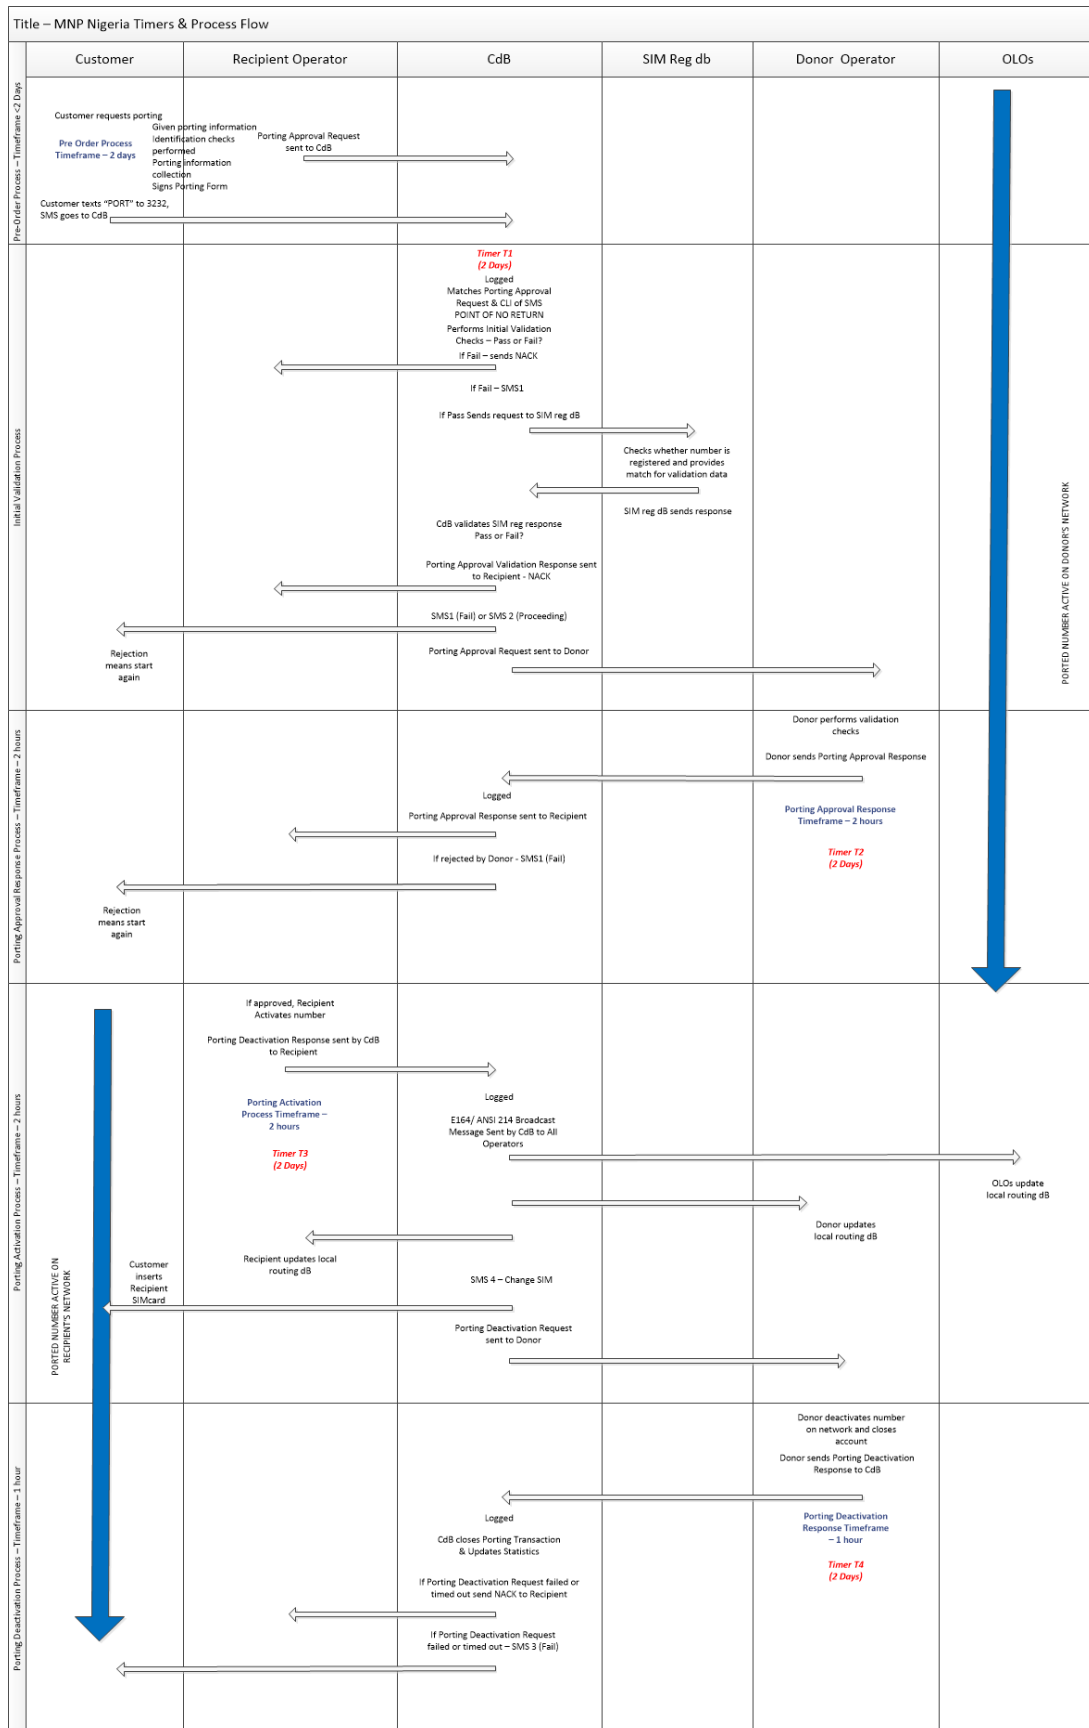 Title – MNP Nigeria Timers & Process Flow
Customer
Recipient Operator
CdB
SIM Reg db
Donor Operator
OLOs
Pre-Order Process – Timeframe <2 Days
Customer requests porting
Pre Order Process
Timeframe – 2 days
Given porting information
Identification checks
performed
Porting information
collection
Signs Porting Form
Porting Approval Request
sent to CdB
Customer texts “PORT” to 3232,
SMS goes to CdB
Initial Validation Process
Timer T1
(2 Days)
Logged
Matches Porting Approval
Request & CLI of SMS
POINT OF NO RETURN
Performs Initial Validation
Checks – Pass or Fail?
If Fail – sends NACK
If Fail – SMS1
If Pass Sends request to SIM reg dB
Checks whether number is
registered and provides
match for validation data
SIM reg dB sends response
CdB validates SIM reg response
Pass or Fail?
Porting Approval Validation Response sent
to Recipient - NACK
SMS1 (Fail) or SMS 2 (Proceeding)
Rejection
means start
again
Porting Approval Request sent to Donor
PORTED NUMBER ACTIVE ON DONOR'S NETWORK
Porting Approval Response Process – Timeframe – 2 hours
Donor performs validation
checks
Donor sends Porting Approval Response
Logged
Porting Approval Response
Timeframe – 2 hours
Porting Approval Response sent to Recipient
Timer T2
(2 Days)
If rejected by Donor - SMS1 (Fail)
Rejection
means start
again
Porting Activation Process – Timeframe – 2 hours
If approved, Recipient
Activates number
Porting Deactivation Response sent by CdB
to Recipient
Porting Activation
Process Timeframe –
2 hours
Timer T3
(2 Days)
Logged
E164/ ANSI 214 Broadcast
Message Sent by CdB to All
Operators
OLOs update
local routing dB
Donor updates
local routing dB
Recipient updates local
routing dB
Customer
inserts
Recipient
SIMcard
PORTED NUMBER ACTIVE ON
RECIPIENT'S NETWORK
SMS 4 – Change SIM
Porting Deactivation Request
sent to Donor
Porting Deactivation Process – Timeframe – 1 hour
Donor deactivates number
on network and closes
account
Donor sends Porting Deactivation
Response to CdB
Logged
Porting Deactivation
Response Timeframe
– 1 hour
CdB closes Porting Transaction
& Updates Statistics
Timer T4
(2 Days)
If Porting Deactivation Request failed or
timed out send NACK to Recipient
If Porting Deactivation Request
failed or timed out – SMS 3 (Fail)